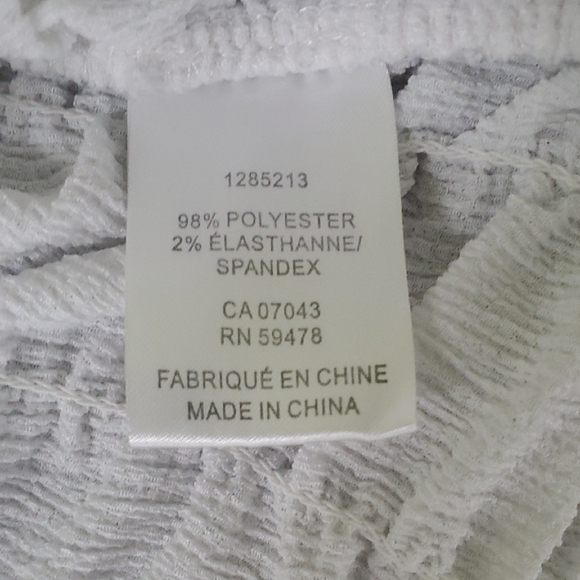 1285213
98% POLYESTER
2% ÉLASTHANNE/
SPANDEX
CA 07043
RN 59478
FABRIQUÉ EN CHINE
MADE IN CHINA